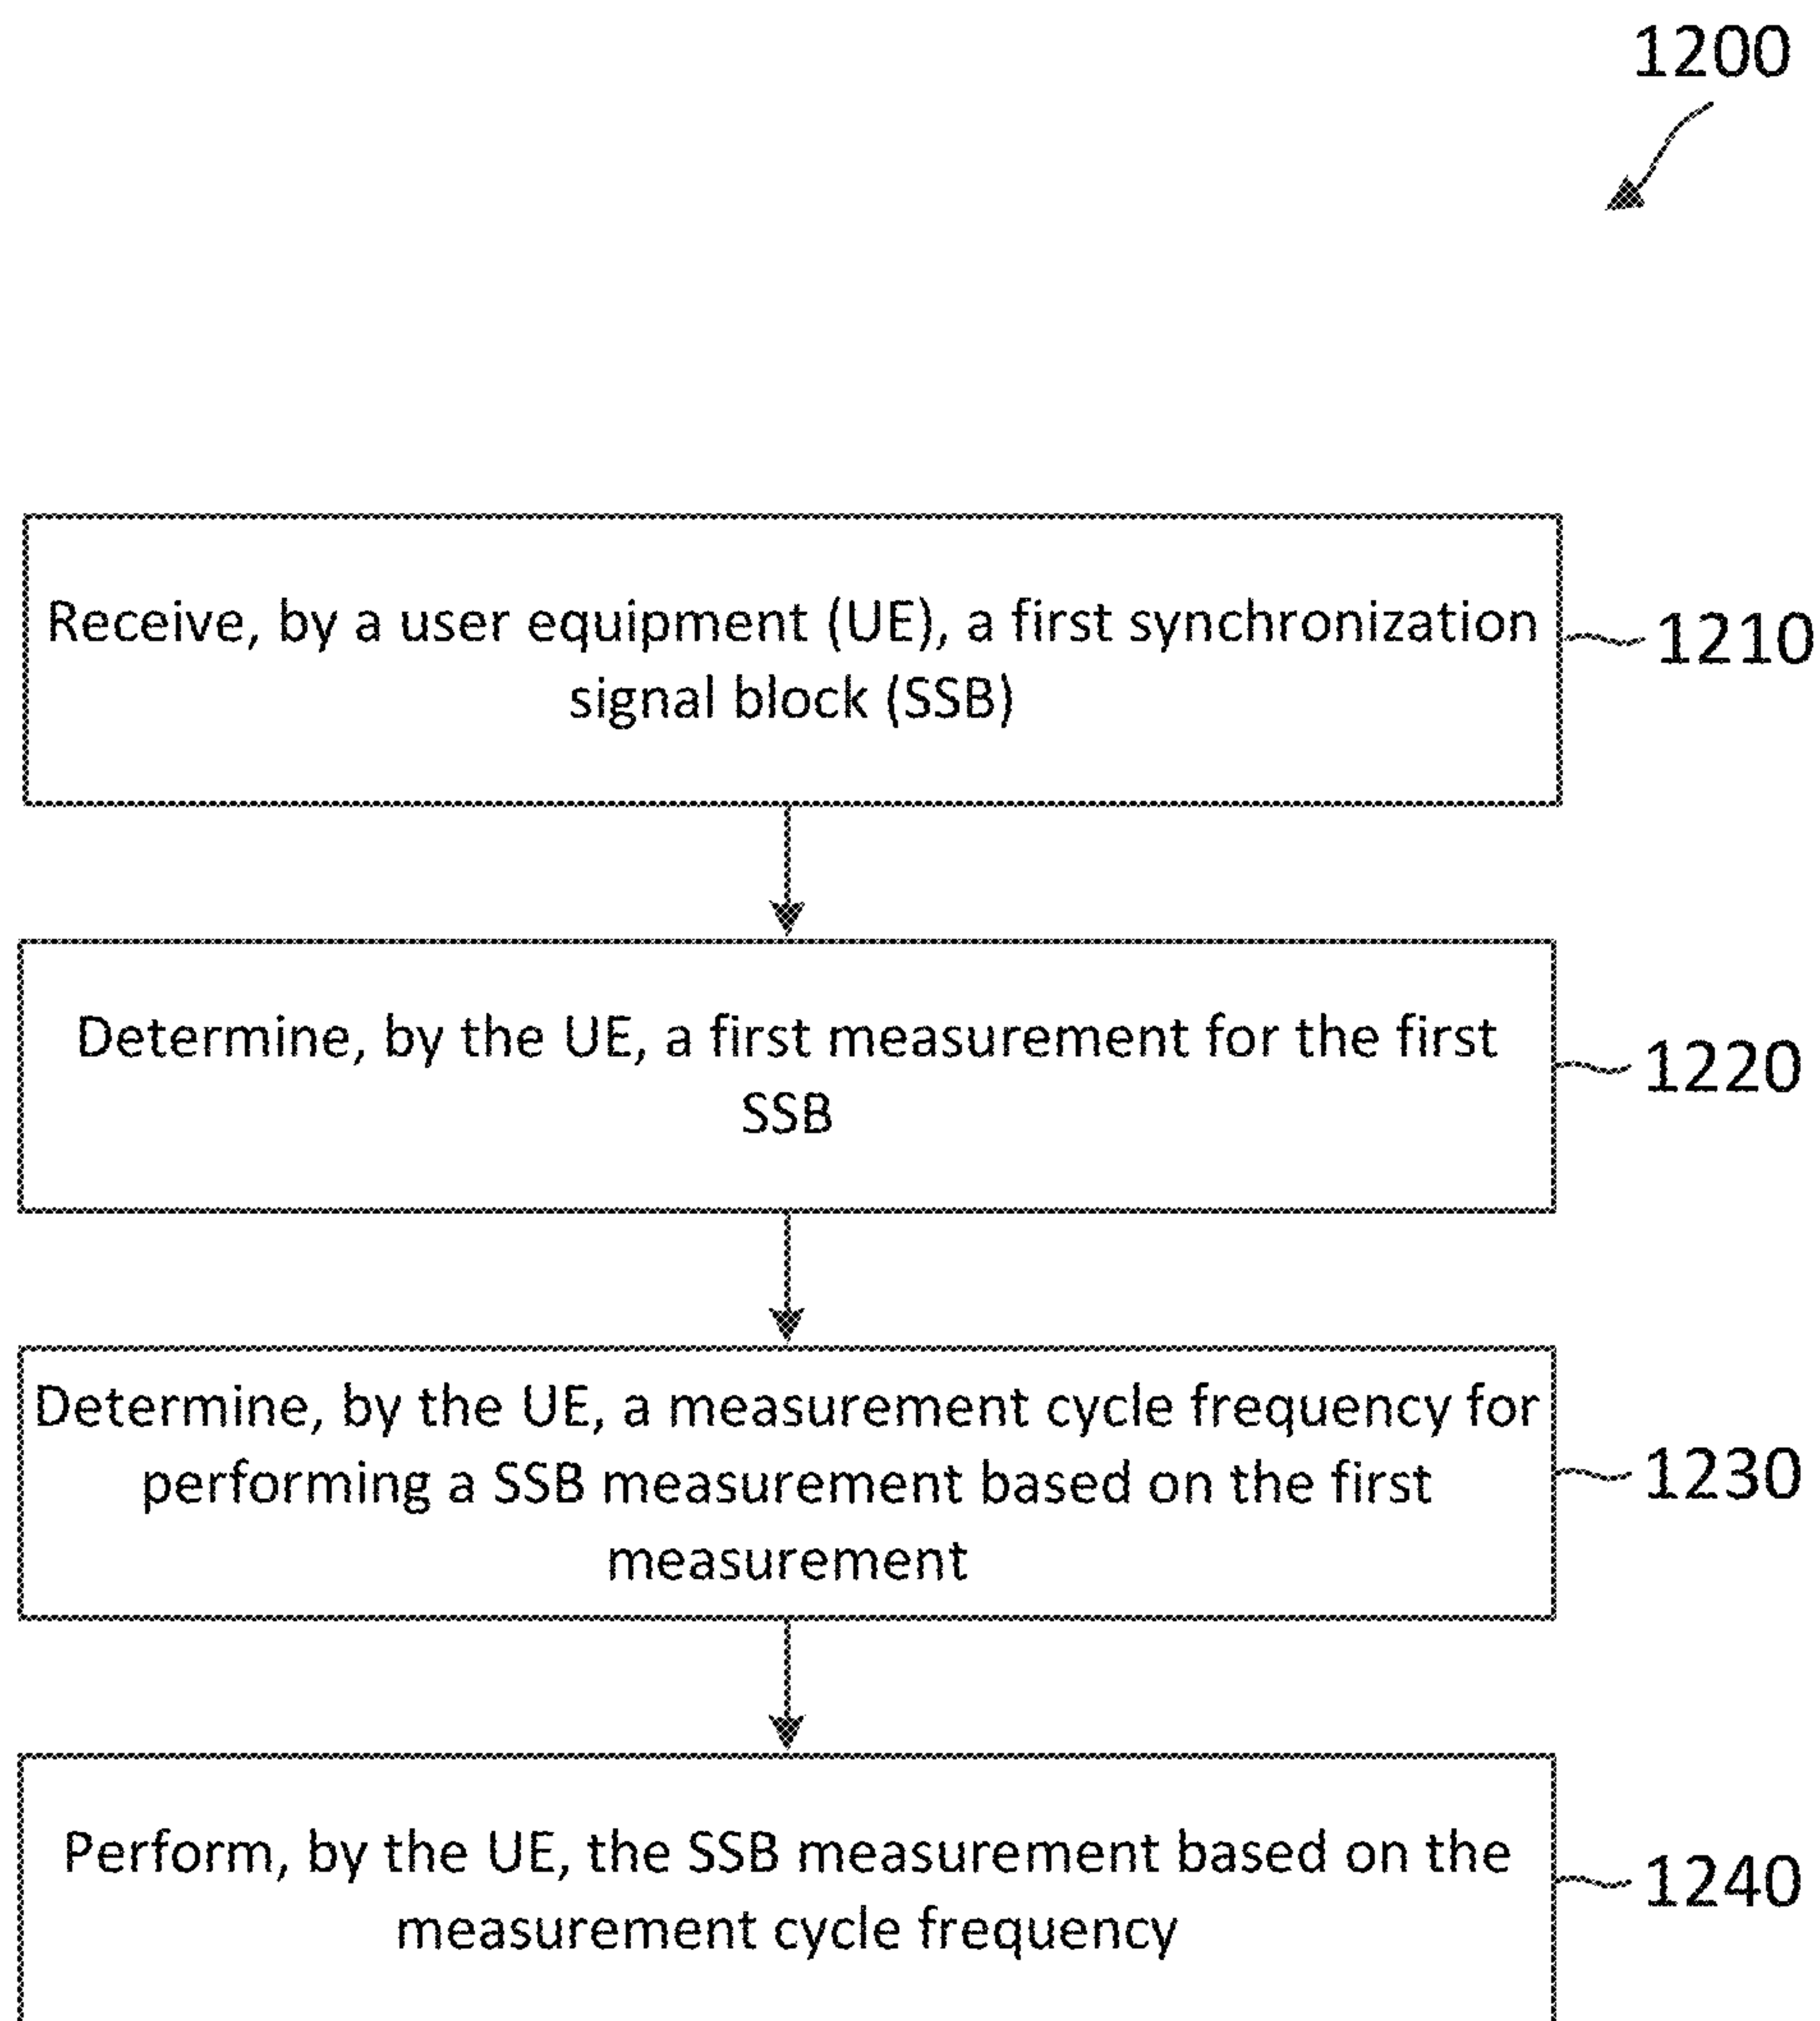 1200
Receive, by a user equipment (UE), a first synchronization
signal block (SSB)
1210
Determine, by the UE, a first measurement for the first
SSB
1220
Determine, by the UE, a measurement cycle frequency for
performing a SSB measurement based on the first
measurement
1230
Perform, by the UE, the SSB measurement based on the
measurement cycle frequency
1240